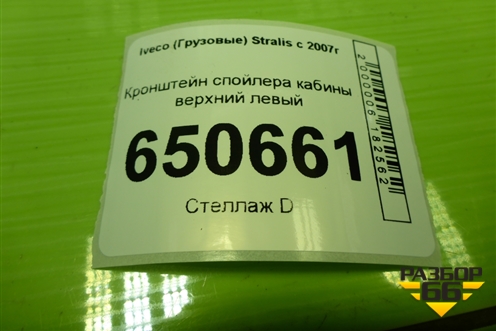 Iveco (Грузовые) Stralis с 2007г
Кронштейн спойлера кабины
верхний левый
650661
Стеллаж D
2000006182562
РАЗБОР
66